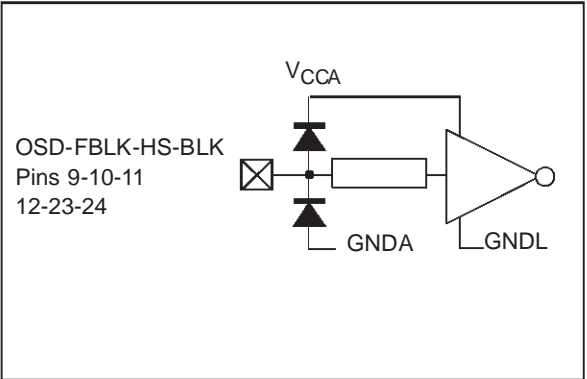 VCCA
OSD-FBLK-HS-BLK
Pins 9-10-11
12-23-24
GNDA
GNDL